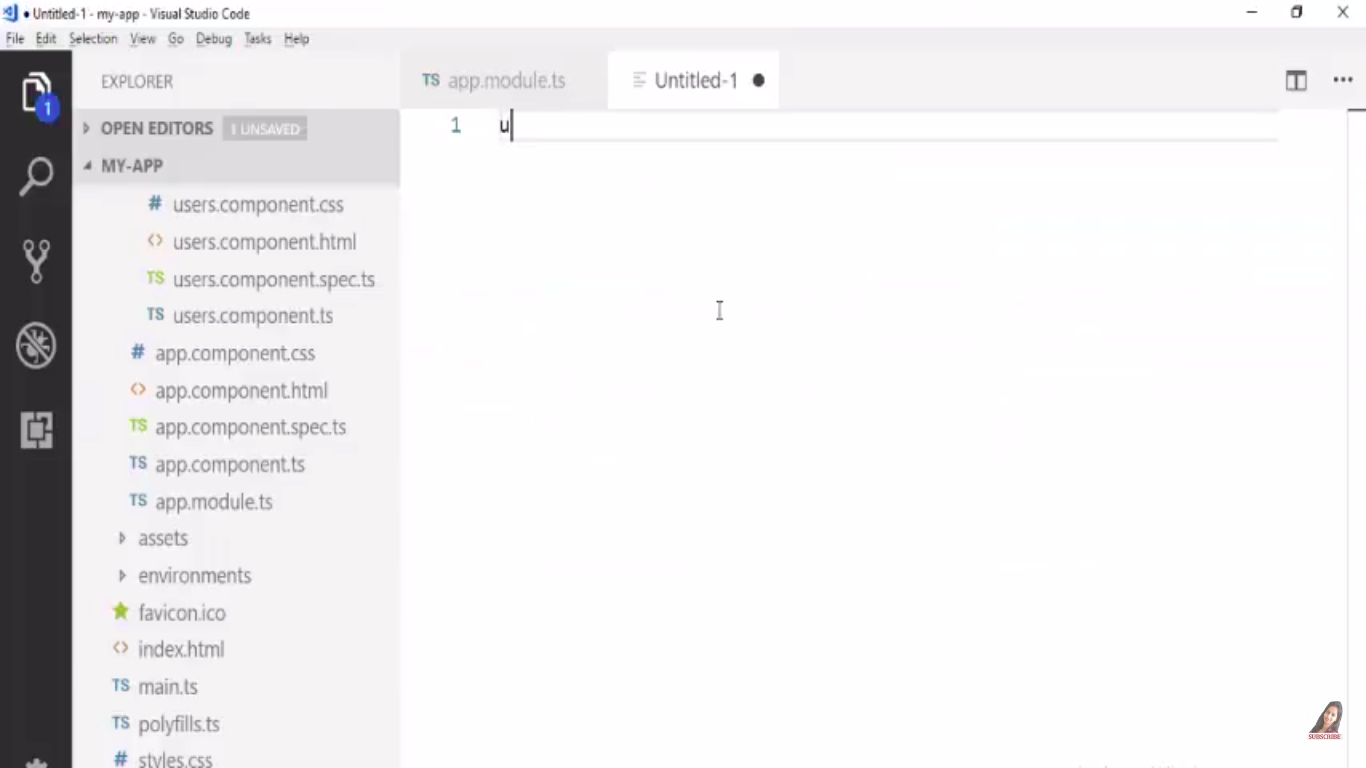 Untitled-1 - my-app - Visual Studio Code
File Edit Selection View Go Debug Tasks Help
EXPLORER
TS app.module.ts
Untitled-1
1
OPEN EDITORS 1 UNSAVED
MY-APP
1 u
# users.component.css
<> users.component.html
TS users.component.spec.ts
TS users.component.ts
# app.component.css
<> app.component.html
TS app.component.spec.ts
TS app.component.ts
TS app.module.ts
assets
environments
favicon.ico
<> index.html
TS main.ts
TS polyfills.ts
# styles.css
SUBSCRIBE